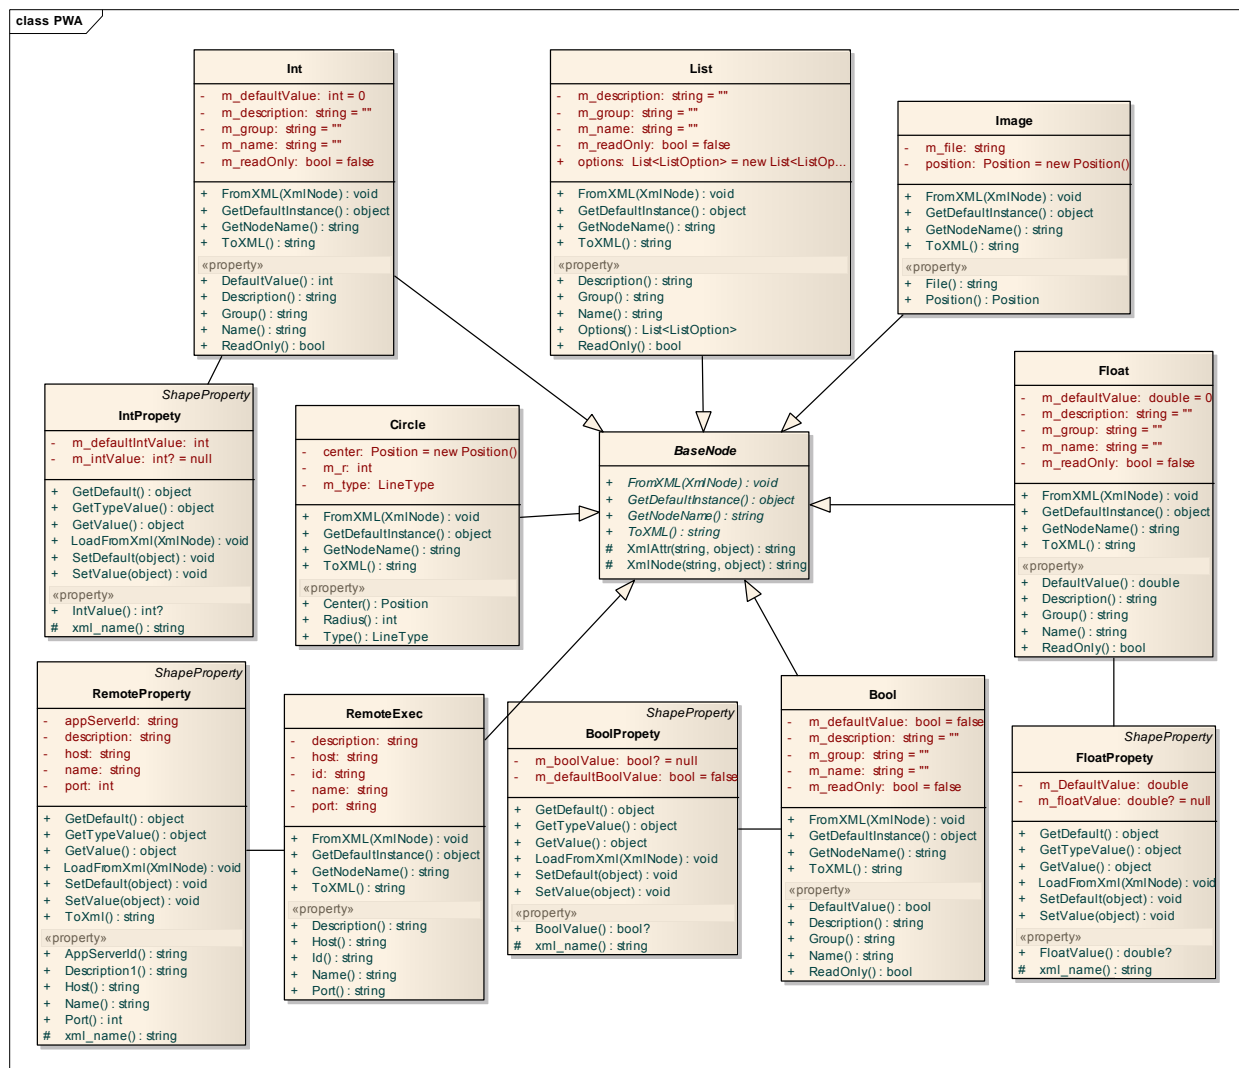 class PWA
Int
- m_defaultValue: int = 0
- m_description: string = ""
- m_group: string = ""
- m_name: string = ""
- m_readOnly: bool = false
+ FromXML(XmlNode) : void
+ GetDefaultInstance() : object
+ GetNodeName() : string
+ ToXML() : string
«property»
+ DefaultValue() : int
+ Description() : string
+ Group() : string
+ Name() : string
+ ReadOnly() : bool
List
- m_description: string = ""
- m_group: string = ""
- m_name: string = ""
- m_readOnly: bool = false
+ options: List<ListOption> = new List<ListOp...
+ FromXML(XmlNode) : void
+ GetDefaultInstance() : object
+ GetNodeName() : string
+ ToXML() : string
«property»
+ Description() : string
+ Group() : string
+ Name() : string
+ Options() : List<ListOption>
+ ReadOnly() : bool
Image
- m_file: string
- position: Position = new Position()
+ FromXML(XmlNode) : void
+ GetDefaultInstance() : object
+ GetNodeName() : string
+ ToXML() : string
«property»
+ File() : string
+ Position() : Position
ShapeProperty
IntPropety
- m_defaultIntValue: int
- m_intValue: int? = null
+ GetDefault() : object
+ GetTypeValue() : object
+ GetValue() : object
+ LoadFromXml(XmlNode) : void
+ SetDefault(object) : void
+ SetValue(object) : void
«property»
+ IntValue() : int?
# xml_name() : string
Circle
- center: Position = new Position()
- m_r: int
- m_type: LineType
+ FromXML(XmlNode) : void
+ GetDefaultInstance() : object
+ GetNodeName() : string
+ ToXML() : string
«property»
+ Center() : Position
+ Radius() : int
+ Type() : LineType
BaseNode
+ FromXML(XmlNode) : void
+ GetDefaultInstance() : object
+ GetNodeName() : string
+ ToXML() : string
# XmlAttr(string, object) : string
# XmlNode(string, object) : string
Float
- m_defaultValue: double = 0
- m_description: string = ""
- m_group: string = ""
- m_name: string = ""
- m_readOnly: bool = false
+ FromXML(XmlNode) : void
+ GetDefaultInstance() : object
+ GetNodeName() : string
+ ToXML() : string
«property»
+ DefaultValue() : double
+ Description() : string
+ Group() : string
+ Name() : string
+ ReadOnly() : bool
ShapeProperty
RemoteProperty
- appServerId: string
- description: string
- host: string
- name: string
- port: int
+ GetDefault() : object
+ GetTypeValue() : object
+ GetValue() : object
+ LoadFromXml(XmlNode) : void
+ SetDefault(object) : void
+ SetValue(object) : void
+ ToXml() : string
«property»
+ AppServerId() : string
+ Description1() : string
+ Host() : string
+ Name() : string
+ Port() : int
# xml_name() : string
RemoteExec
- description: string
- host: string
- id: string
- name: string
- port: string
+ FromXML(XmlNode) : void
+ GetDefaultInstance() : object
+ GetNodeName() : string
+ ToXML() : string
«property»
+ Description() : string
+ Host() : string
+ Id() : string
+ Name() : string
+ Port() : string
ShapeProperty
BoolPropety
- m_boolValue: bool? = null
- m_defaultBoolValue: bool = false
+ GetDefault() : object
+ GetTypeValue() : object
+ GetValue() : object
+ LoadFromXml(XmlNode) : void
+ SetDefault(object) : void
+ SetValue(object) : void
«property»
+ BoolValue() : bool?
# xml_name() : string
Bool
- m_defaultValue: bool = false
- m_description: string = ""
- m_group: string = ""
- m_name: string = ""
- m_readOnly: bool = false
+ FromXML(XmlNode) : void
+ GetDefaultInstance() : object
+ GetNodeName() : string
+ ToXML() : string
«property»
+ DefaultValue() : bool
+ Description() : string
+ Group() : string
+ Name() : string
+ ReadOnly() : bool
ShapeProperty
FloatPropety
- m_DefaultValue: double
- m_floatValue: double? = null
+ GetDefault() : object
+ GetTypeValue() : object
+ GetValue() : object
+ LoadFromXml(XmlNode) : void
+ SetDefault(object) : void
+ SetValue(object) : void
«property»
+ FloatValue() : double?
# xml_name() : string